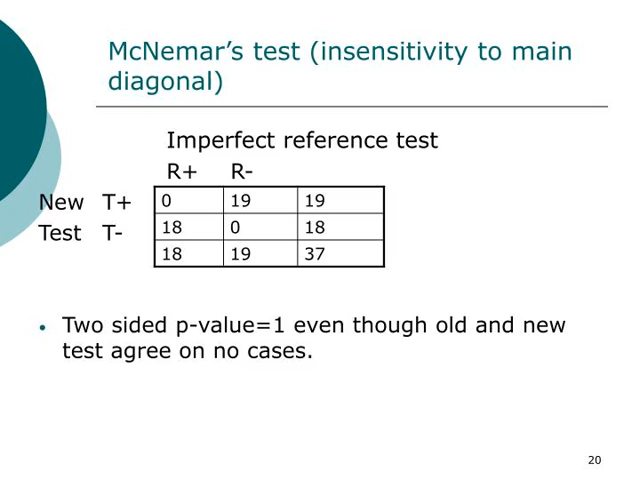 McNemar's test (insensitivity to main
diagonal)
Imperfect reference test
R+ R-
New T+ 0 19 19
Test T- 18 0 18
18 19 37
• Two sided p-value=1 even though old and new
test agree on no cases.
20